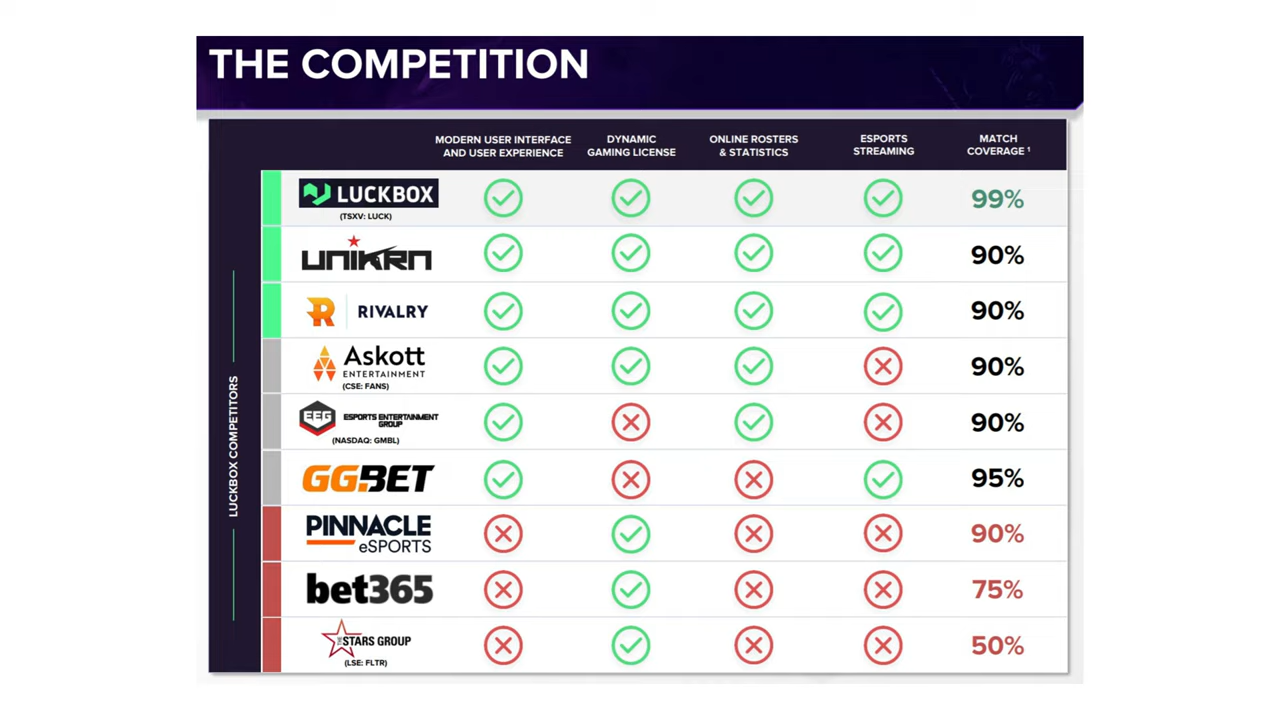 THE COMPETITION
MODERN USER INTERFACE
AND USER EXPERIENCE
DYNAMIC
GAMING LICENSE
ONLINE ROSTERS
& STATISTICS
ESPORTS
STREAMING
MATCH
COVERAGE ¹
LUCKBOX COMPETITORS
LUCKBOX
(TSXV: LUCK)
99%
UNIKRN
90%
R RIVALRY
90%
Askott
ENTERTAINMENT
(CSE: FANS)
90%
EEG
ESPORTS ENTERTAINMENT
GROUP
(NASDAQ: GMBL)
90%
GG.BET
95%
PINNACLE
eSPORTS
90%
bet365
75%
THE STARS GROUP
(LSE: FLTR)
50%